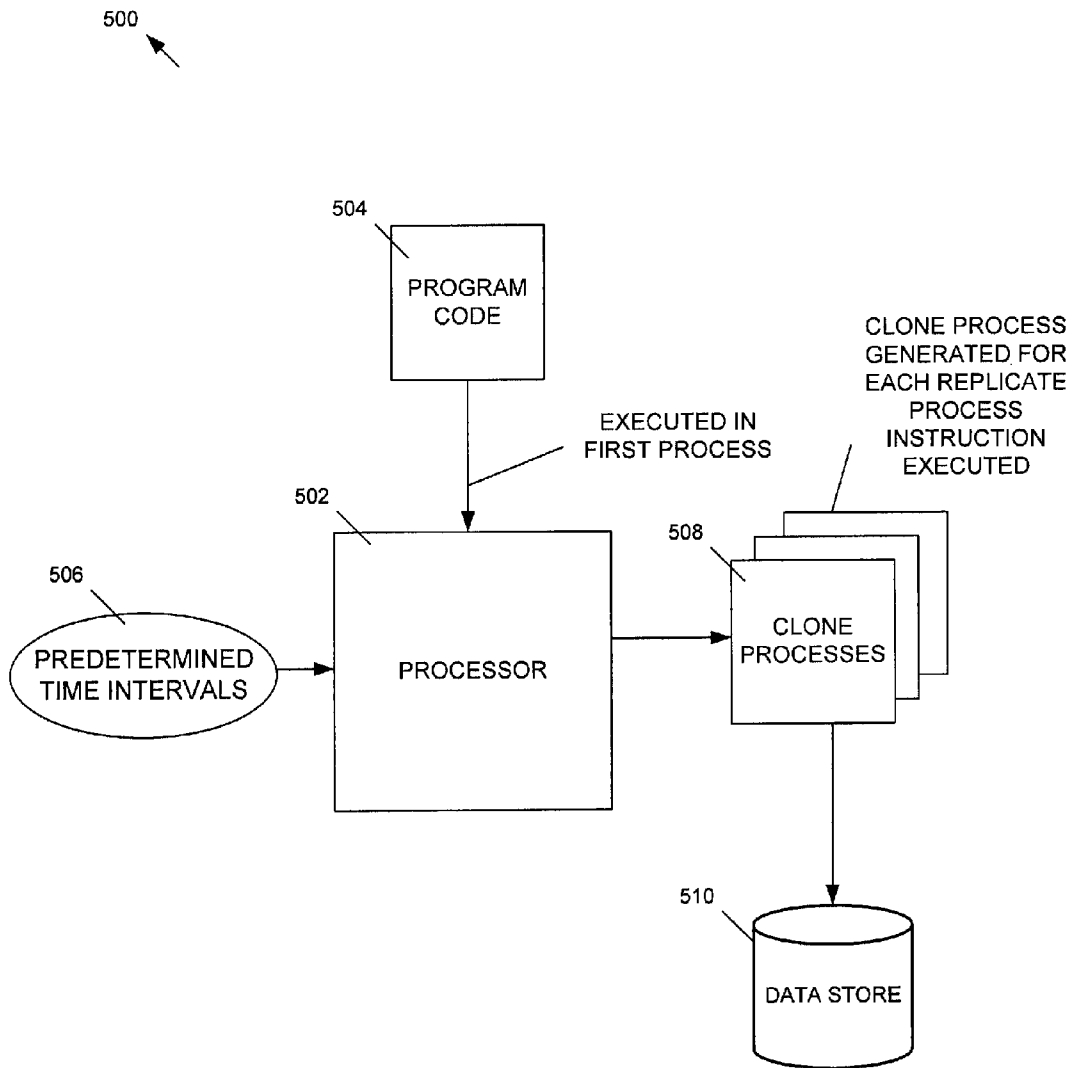 500
504
PROGRAM
CODE
CLONE PROCESS
GENERATED FOR
EACH REPLICATE
PROCESS
INSTRUCTION
EXECUTED
EXECUTED IN
FIRST PROCESS
502
508
506
CLONE
PROCESSES
PREDETERMINED
TIME INTERVALS
PROCESSOR
510
DATA STORE